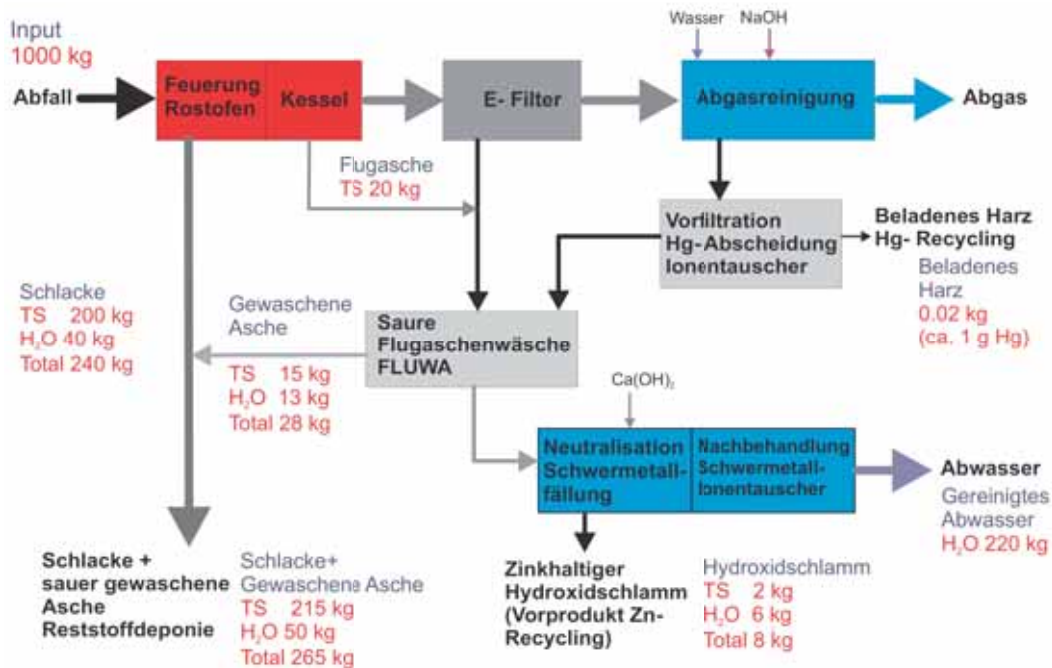 Input
1000 kg
Abfall
Feuerung
Rostofen
Kessel
E- Filter
Wasser
NaOH
Abgasreinigung
Abgas
Flugasche
TS 20 kg
Vorfiltration
Hg-Abscheidung
Ionentauscher
Beladenes Harz
Hg- Recycling
Beladenes
Harz
0.02 kg
(ca. 1 g Hg)
Schlacke
TS 200 kg
H₂O 40 kg
Total 240 kg
Gewaschene
Asche
TS 15 kg
H₂O 13 kg
Total 28 kg
Saure
Flugaschenwäsche
FLUWA
Ca(OH)₂
Neutralisation
Schwermetall-
fällung
Nachbehandlung
Schwermetall-
Ionentauscher
Abwasser
Gereinigtes
Abwasser
H₂O 220 kg
Schlacke +
sauer gewaschene
Asche
Reststoffdeponie
Schlacke+
Gewaschene Asche
TS 215 kg
H₂O 50 kg
Total 265 kg
Zinkhaltiger
Hydroxidschlamm
(Vorprodukt Zn-
Recycling)
Hydroxidschlamm
TS 2 kg
H₂O 6 kg
Total 8 kg